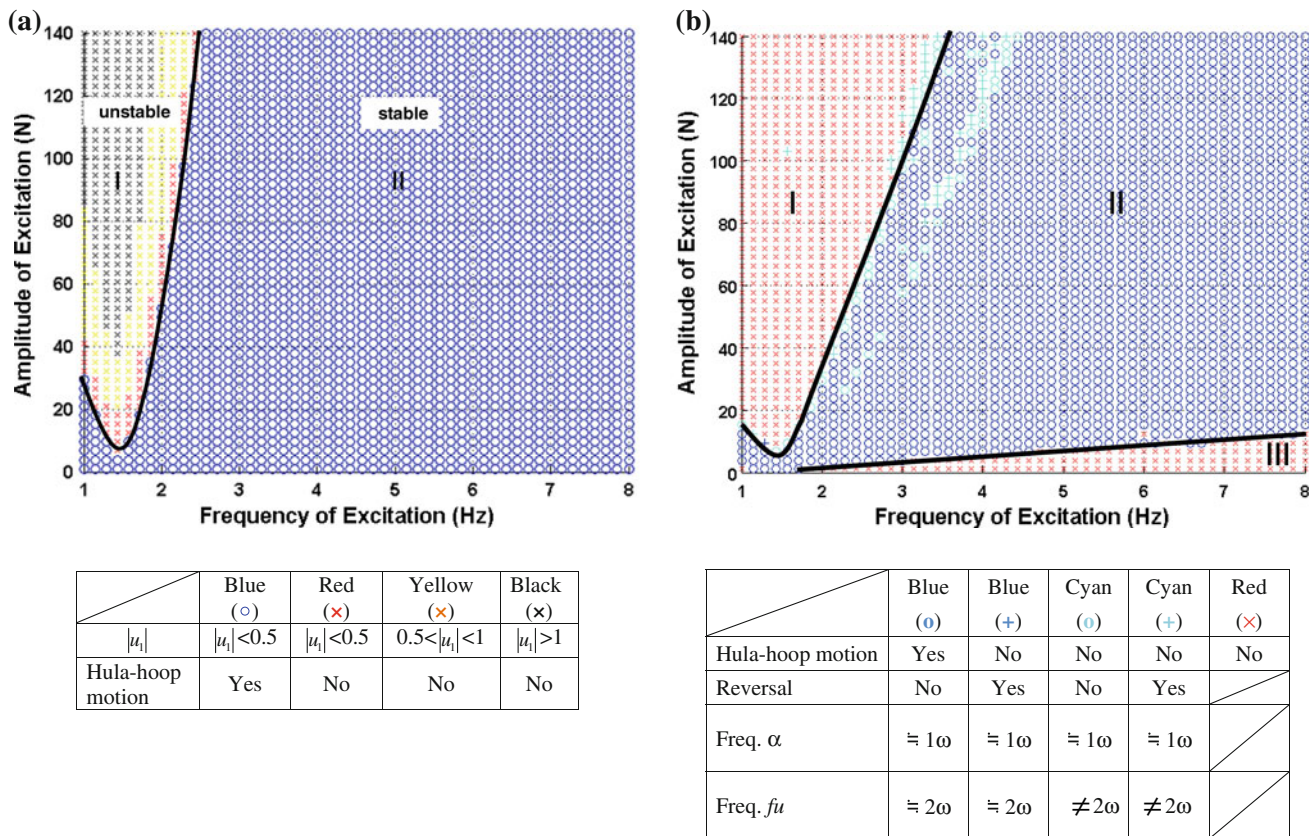 (a)
140
120
100
80
60
40
20
0
Amplitude of Excitation (N)
unstable
stable
I
II
1 2 3 4 5 6 7 8
Frequency of Excitation (Hz)
(b)
140
120
100
80
60
40
20
0
Amplitude of Excitation (N)
I
II
III
1 2 3 4 5 6 7 8
Frequency of Excitation (Hz)
Blue Red Yellow Black
(○) (×) (×) (×)
|u₁| |u₁|<0.5 |u₁|<0.5 0.5<|u₁|<1 |u₁|>1
Hula-hoop
motion Yes No No No
Blue Blue Cyan Cyan Red
(o) (+) (o) (+) (×)
Hula-hoop motion Yes No No No No
Reversal No Yes No Yes
Freq. α ≒ 1ω ≒ 1ω ≒ 1ω ≒ 1ω
Freq. fu ≒ 2ω ≒ 2ω ≠ 2ω ≠ 2ω